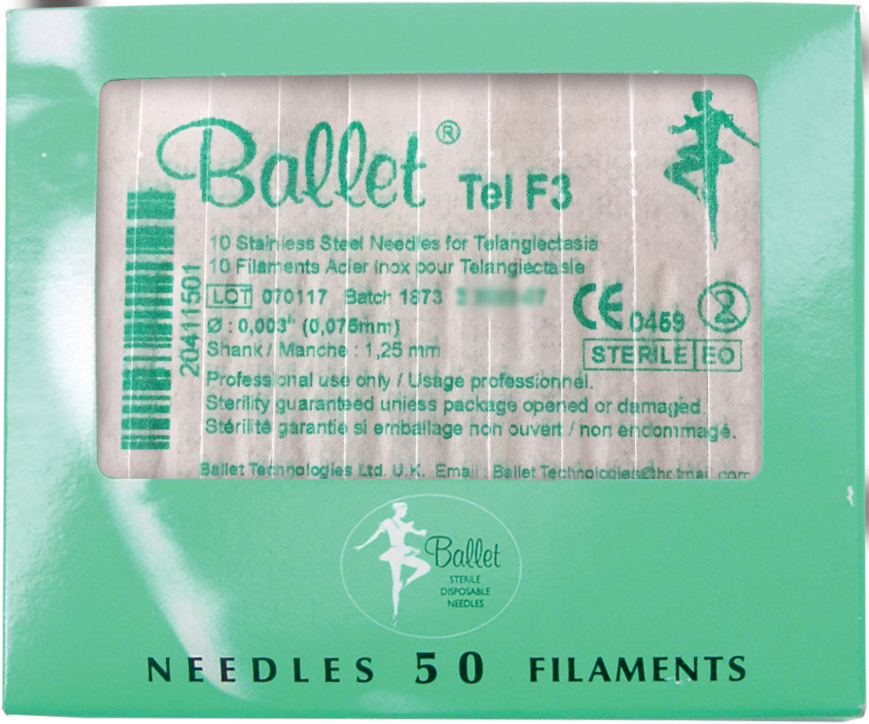 Ballet® Tel F3
10 Stainless Steel Needles for Telangiectasia
10 Filaments Acier Inox pour Telangiectasie
LOT 070117 Batch 1873
CE 0459 2
Ø : 0,003" (0,075mm)
STERILE EO
Shank / Manche : 1,25 mm
20411501
Professional use only / Usage professionnel.
Sterility guaranteed unless package opened or damaged.
Stérilité garantie si emballage non ouvert / non endommagé.
Ballet Technologies Ltd. U.K. Email : Ballet Technologies@hotmail.com
Ballet
STERILE
DISPOSABLE
NEEDLES
NEEDLES 50 FILAMENTS